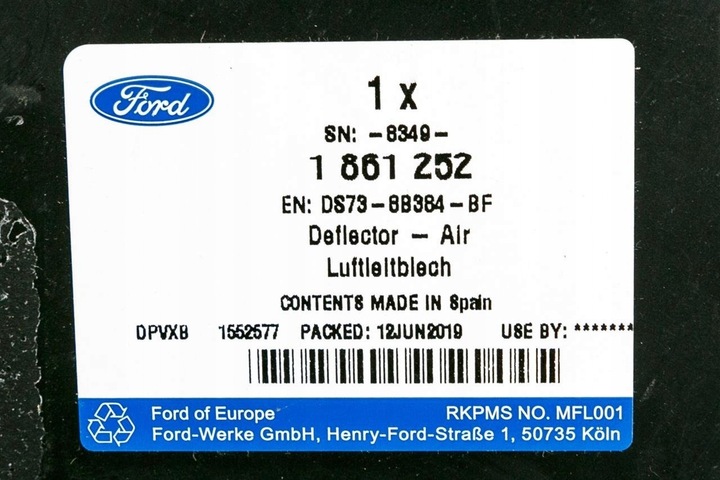 Ford
1 x
SN: -8349-
1 861 252
EN: DS73-8B384-BF
Deflector - Air
Luftleitblech
CONTENTS MADE IN Spain
DPVXB 1552577 PACKED: 12JUN2019 USE BY: *******
Ford of Europe RKPMS NO. MFL001
Ford-Werke GmbH, Henry-Ford-Straße 1, 50735 Köln